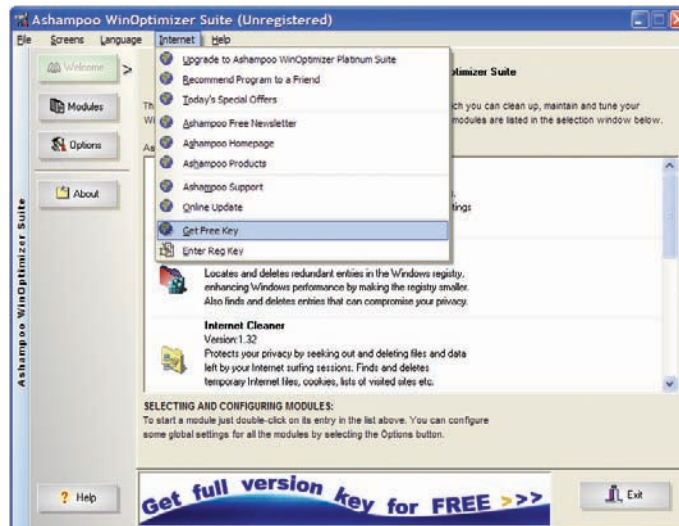 Ashampoo WinOptimizer Suite (Unregistered)
File Screens Language Internet Help
Welcome >
Modules
Options
About
Help
Ashampoo WinOptimizer Suite
Upgrade to Ashampoo WinOptimizer Platinum Suite
Recommend Program to a Friend
Today's Special Offers
Ashampoo Free Newsletter
Ashampoo Homepage
Ashampoo Products
Ashampoo Support
Online Update
Get Free Key
Enter Reg Key
Suite
ch you can clean up, maintain and tune your
modules are listed in the selection window below.
Locates and deletes redundant entries in the Windows registry,
enhancing Windows performance by making the registry smaller.
Also finds and deletes entries that can compromise your privacy.
Internet Cleaner
Version:1.32
Protects your privacy by seeking out and deleting files and data
left by your Internet surfing sessions. Finds and deletes
temporary Internet files, cookies, lists of visited sites etc.
SELECTING AND CONFIGURING MODULES:
To start a module just double-click on its entry in the list above. You can configure
some global settings for all the modules by selecting the Options button.
Get full version key for FREE >>>
Exit